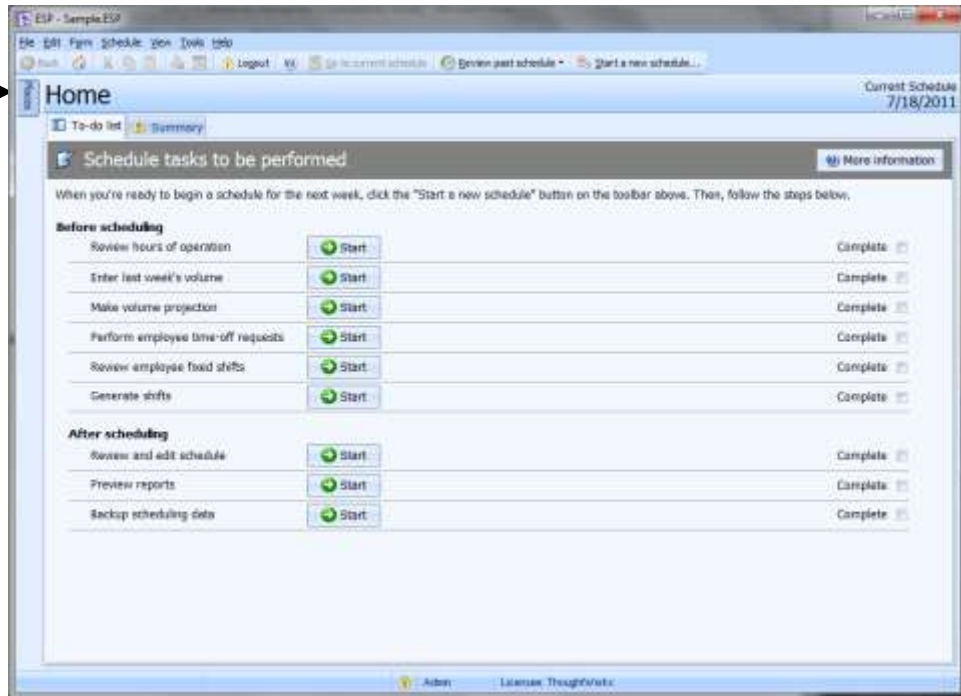 ESP - Sample.ESP
File Edit Form Schedule View Tools Help
Back Logout Go to current schedule Review past schedule Start a new schedule...
Home
Current Schedule
7/18/2011
To-do list Summary
Schedule tasks to be performed
More information
When you're ready to begin a schedule for the next week, click the "Start a new schedule" button on the toolbar above. Then, follow the steps below.
Before scheduling
Review hours of operation Start Complete
Enter last week's volume Start Complete
Make volume projection Start Complete
Perform employee time-off requests Start Complete
Review employee fixed shifts Start Complete
Generate shifts Start Complete
After scheduling
Review and edit schedule Start Complete
Preview reports Start Complete
Backup scheduling data Start Complete
Admin Licensee: ThoughtWorks